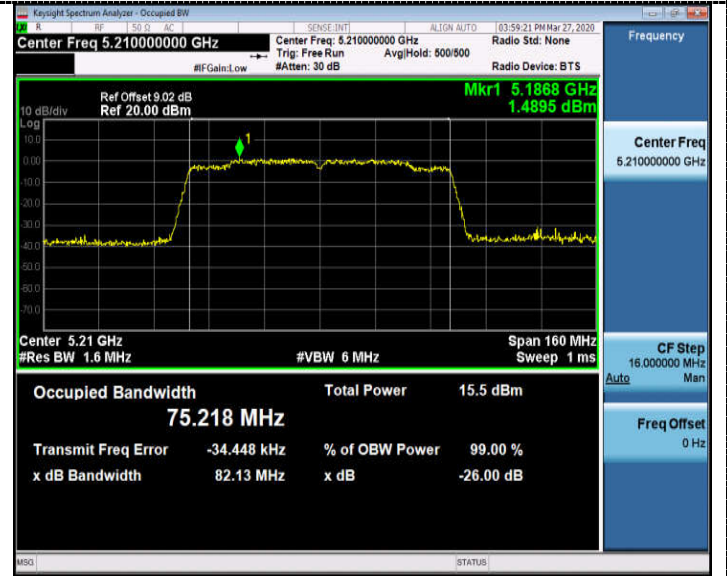 Keysight Spectrum Analyzer - Occupied BW
R RF 50 Ω AC SENSE:INT ALIGN AUTO 03:59:21 PM Mar 27, 2020
Center Freq 5.210000000 GHz
Center Freq: 5.210000000 GHz
Radio Std: None
Trig: Free Run Avg|Hold: 500/500
#IFGain:Low
#Atten: 30 dB
Radio Device: BTS
Frequency
Ref Offset 9.02 dB
Mkr1 5.1868 GHz
10 dB/div Ref 20.00 dBm
1.4895 dBm
Log
10.0
1
0.00
-10.0
-20.0
-30.0
-40.0
-50.0
-60.0
-70.0
Center 5.21 GHz
Span 160 MHz
#Res BW 1.6 MHz
#VBW 6 MHz
Sweep 1 ms
Occupied Bandwidth
75.218 MHz
Total Power 15.5 dBm
Transmit Freq Error -34.448 kHz
% of OBW Power 99.00 %
x dB Bandwidth 82.13 MHz
x dB -26.00 dB
Center Freq
5.210000000 GHz
CF Step
16.000000 MHz
Auto Man
Freq Offset
0 Hz
MSG
STATUS